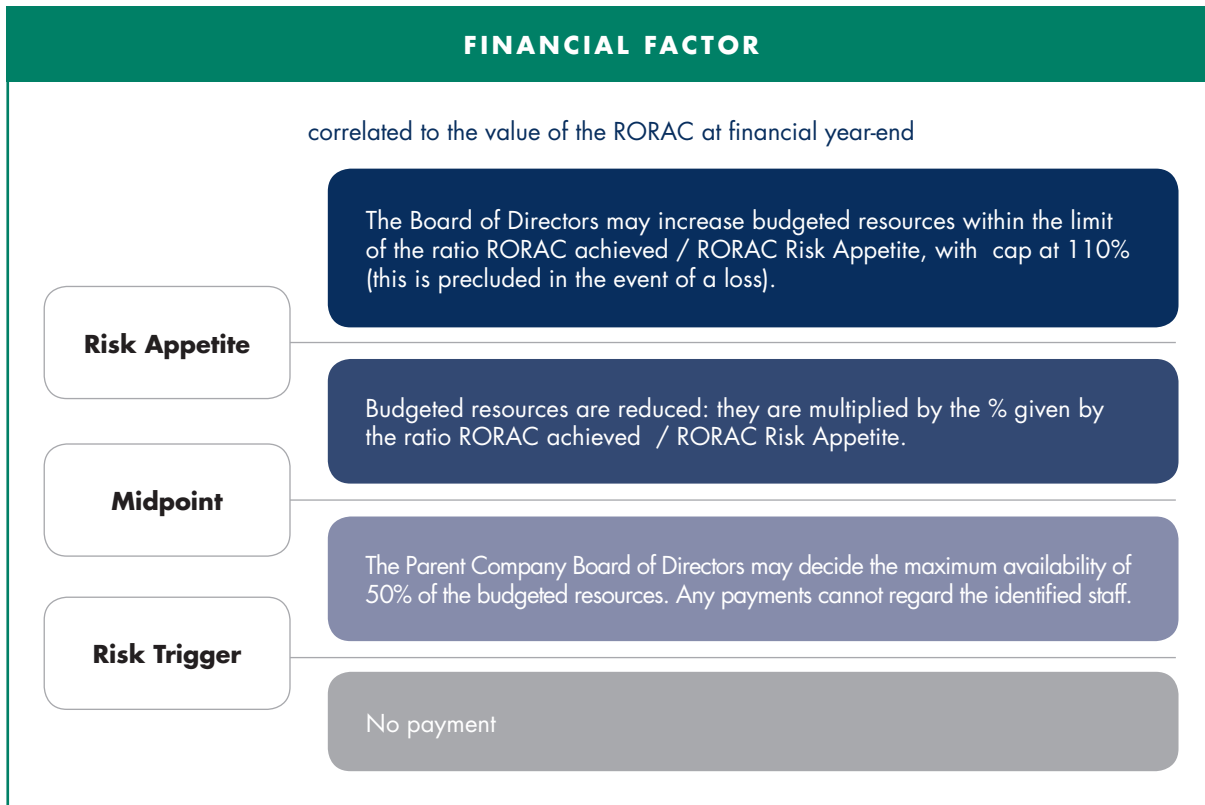 FINANCIAL FACTOR
correlated to the value of the RORAC at financial year-end
The Board of Directors may increase budgeted resources within the limit
of the ratio RORAC achieved / RORAC Risk Appetite, with cap at 110%
(this is precluded in the event of a loss).
Risk Appetite
Budgeted resources are reduced: they are multiplied by the % given by
the ratio RORAC achieved / RORAC Risk Appetite.
Midpoint
The Parent Company Board of Directors may decide the maximum availability of
50% of the budgeted resources. Any payments cannot regard the identified staff.
Risk Trigger
No payment